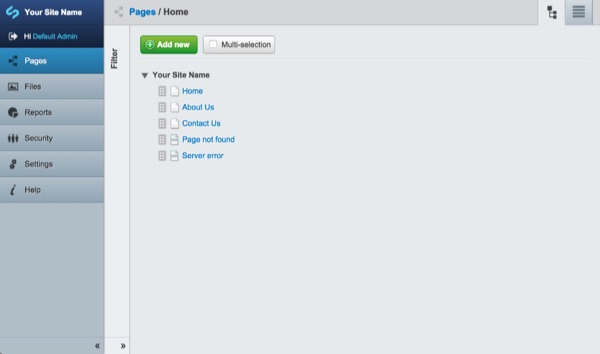 Your Site Name
Hi Default Admin
Pages
Files
Reports
Security
Settings
Help
«
Filter
»
Pages / Home
Add new
Multi-selection
Your Site Name
Home
About Us
Contact Us
Page not found
Server error